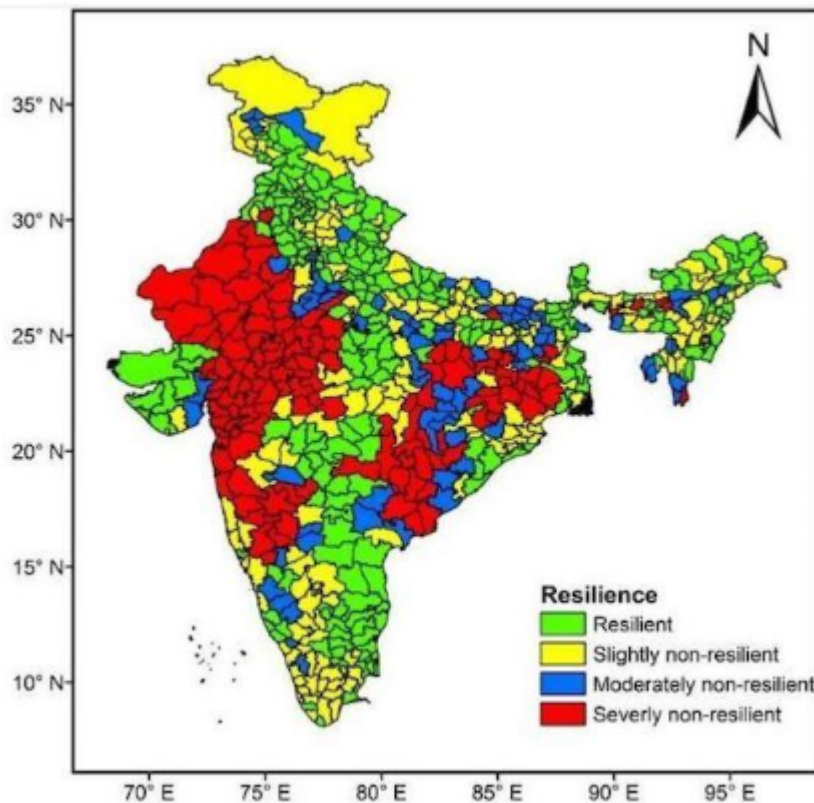 N
35° N
30° N
25° N
20° N
15° N
10° N
Resilience
Resilient
Slightly non-resilient
Moderately non-resilient
Severly non-resilient
70° E 75° E 80° E 85° E 90° E 95° E